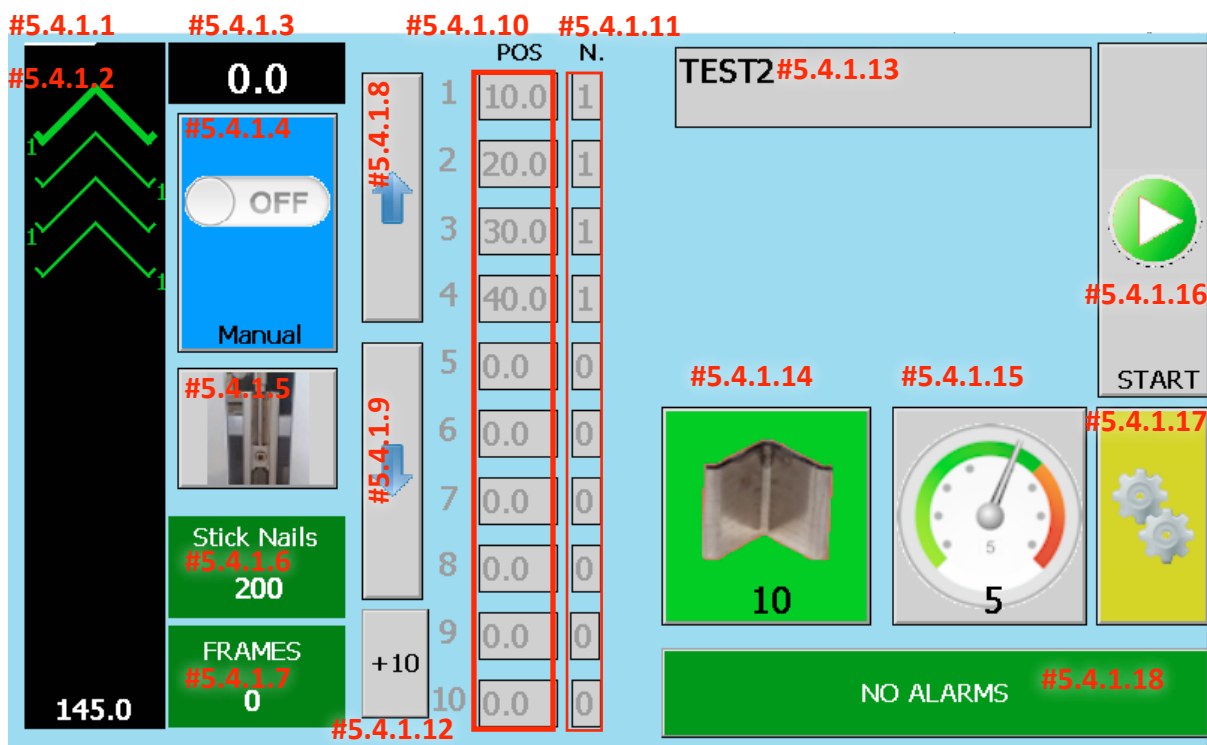 #5.4.1.1 #5.4.1.3 #5.4.1.10 #5.4.1.11
POS N.
#5.4.1.2
0.0
#5.4.1.4
1
1
1
1
OFF
Manual
#5.4.1.5
Stick Nails
#5.4.1.6
200
FRAMES
#5.4.1.7
0
145.0
#5.4.1.8
#5.4.1.9
+10
#5.4.1.12
1 10.0 1
2 20.0 1
3 30.0 1
4 40.0 1
5 0.0 0
6 0.0 0
7 0.0 0
8 0.0 0
9 0.0 0
10 0.0 0
TEST2 #5.4.1.13
#5.4.1.16
START
#5.4.1.14 #5.4.1.15
#5.4.1.17
5
10 5
NO ALARMS #5.4.1.18